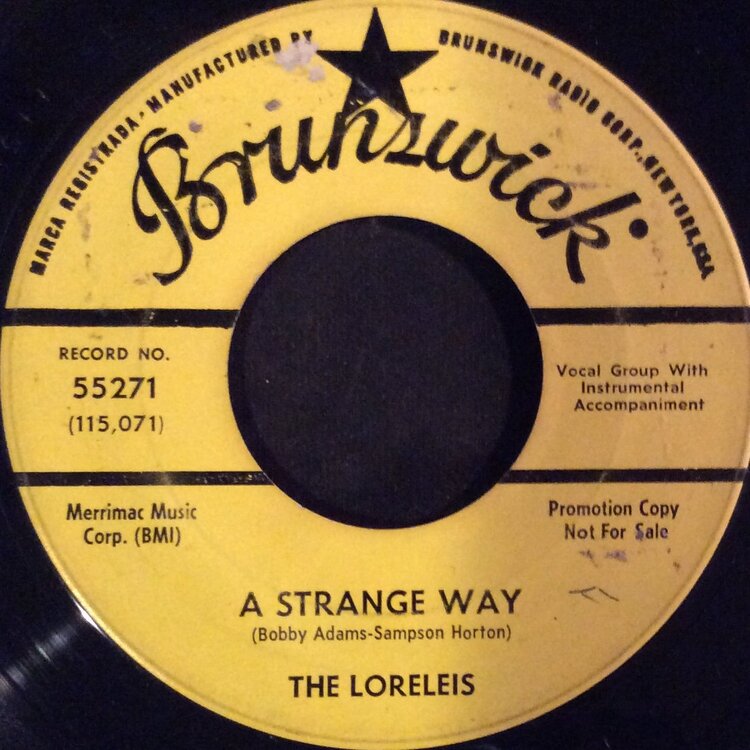 MARCA REGISTRADA · MANUFACTURED BY BRUNSWICK RADIO CORP., NEW YORK, USA
Brunswick
RECORD NO.
55271
(115,071)
Vocal Group With
Instrumental
Accompaniment
Merrimac Music
Corp. (BMI)
Promotion Copy
Not For Sale
A STRANGE WAY
(Bobby Adams-Sampson Horton)
THE LORELEIS